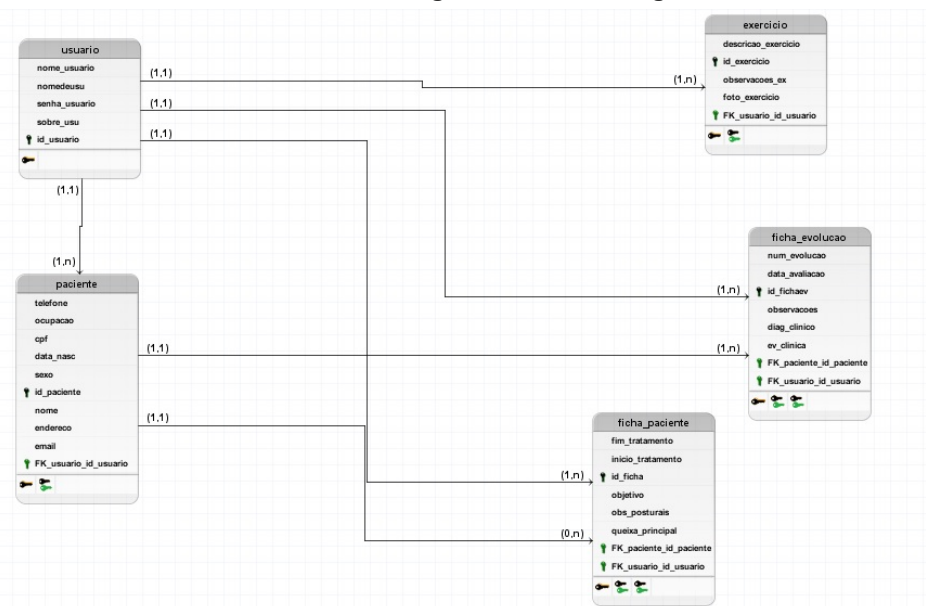 exercicio
descricao_exercicio
id_exercicio
observacoes_ex
foto_exercicio
FK_usuario_id_usuario
usuario
nome_usuario
nomedeusu
senha_usuario
sobre_usu
id_usuario
(1,1)
(1,n)
(1,1)
(1,1)
(1,1)
(1,n)
paciente
telefone
ocupacao
cpf
data_nasc
sexo
id_paciente
nome
endereco
email
FK_usuario_id_usuario
(1,1)
(1,1)
ficha_evolucao
num_evolucao
data_avaliacao
id_fichaev
observacoes
diag_clinico
ev_clinica
FK_paciente_id_paciente
FK_usuario_id_usuario
(1,n)
(1,n)
ficha_paciente
fim_tratamento
inicio_tratamento
id_ficha
objetivo
obs_posturais
queixa_principal
FK_paciente_id_paciente
FK_usuario_id_usuario
(1,n)
(0,n)